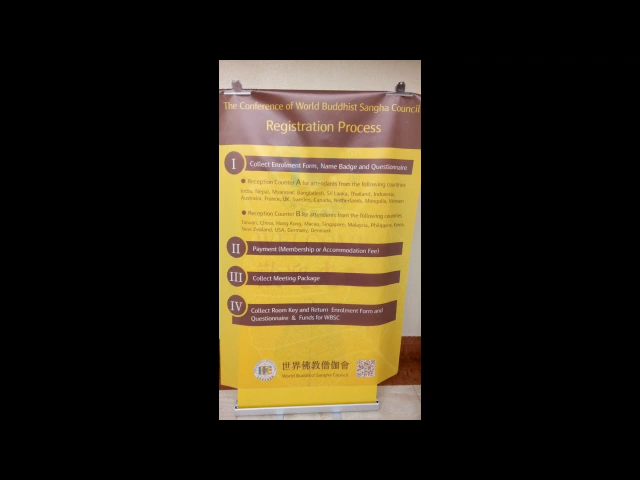 The Conference of World Buddhist Sangha Council
Registration Process
I
Collect Enrolment Form, Name Badge and Questionnaire
● Reception Counter A for attendants from the following countries
India, Nepal, Myanmar, Bangladesh, Sri Lanka, Thailand, Indonesia,
Australia, France, UK, Sweden, Canada, Netherlands, Mongolia, Vietnam
● Reception Counter B for attendants from the following countries
Taiwan, China, Hong Kong, Macau, Singapore, Malaysia, Philippine, Korea,
New Zealand, USA, Germany, Denmark
II
Payment (Membership or Accommodation Fee)
III
Collect Meeting Package
IV
Collect Room Key and Return Enrolment Form and
Questionnaire & Funds for WBSC
世界佛教僧伽會
World Buddhist Sangha Council